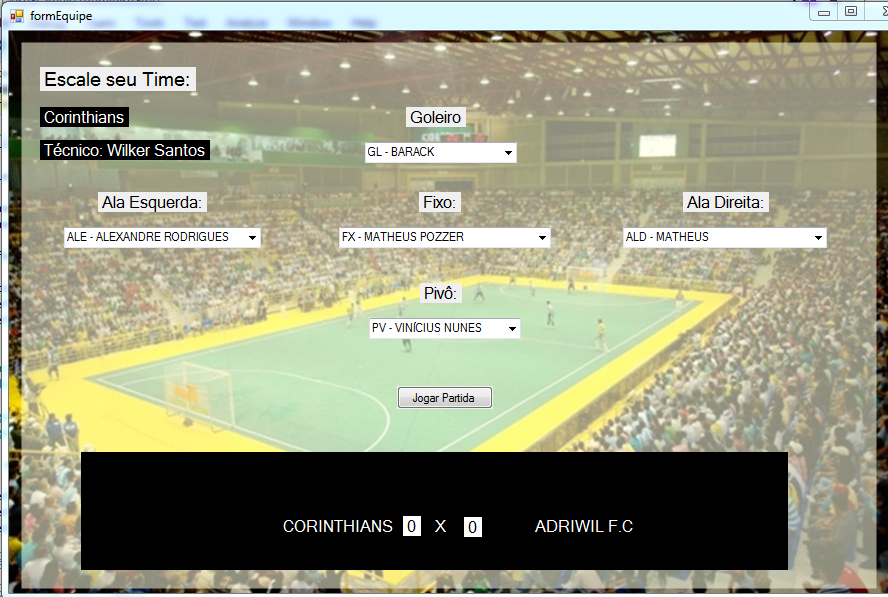 formEquipe
Escale seu Time:
Corinthians
Goleiro
Técnico: Wilker Santos
GL - BARACK
Ala Esquerda:
Fixo:
Ala Direita:
ALE - ALEXANDRE RODRIGUES
FX - MATHEUS POZZER
ALD - MATHEUS
Pivô:
PV - VINÍCIUS NUNES
Jogar Partida
CORINTHIANS 0 X 0 ADRIWIL F.C